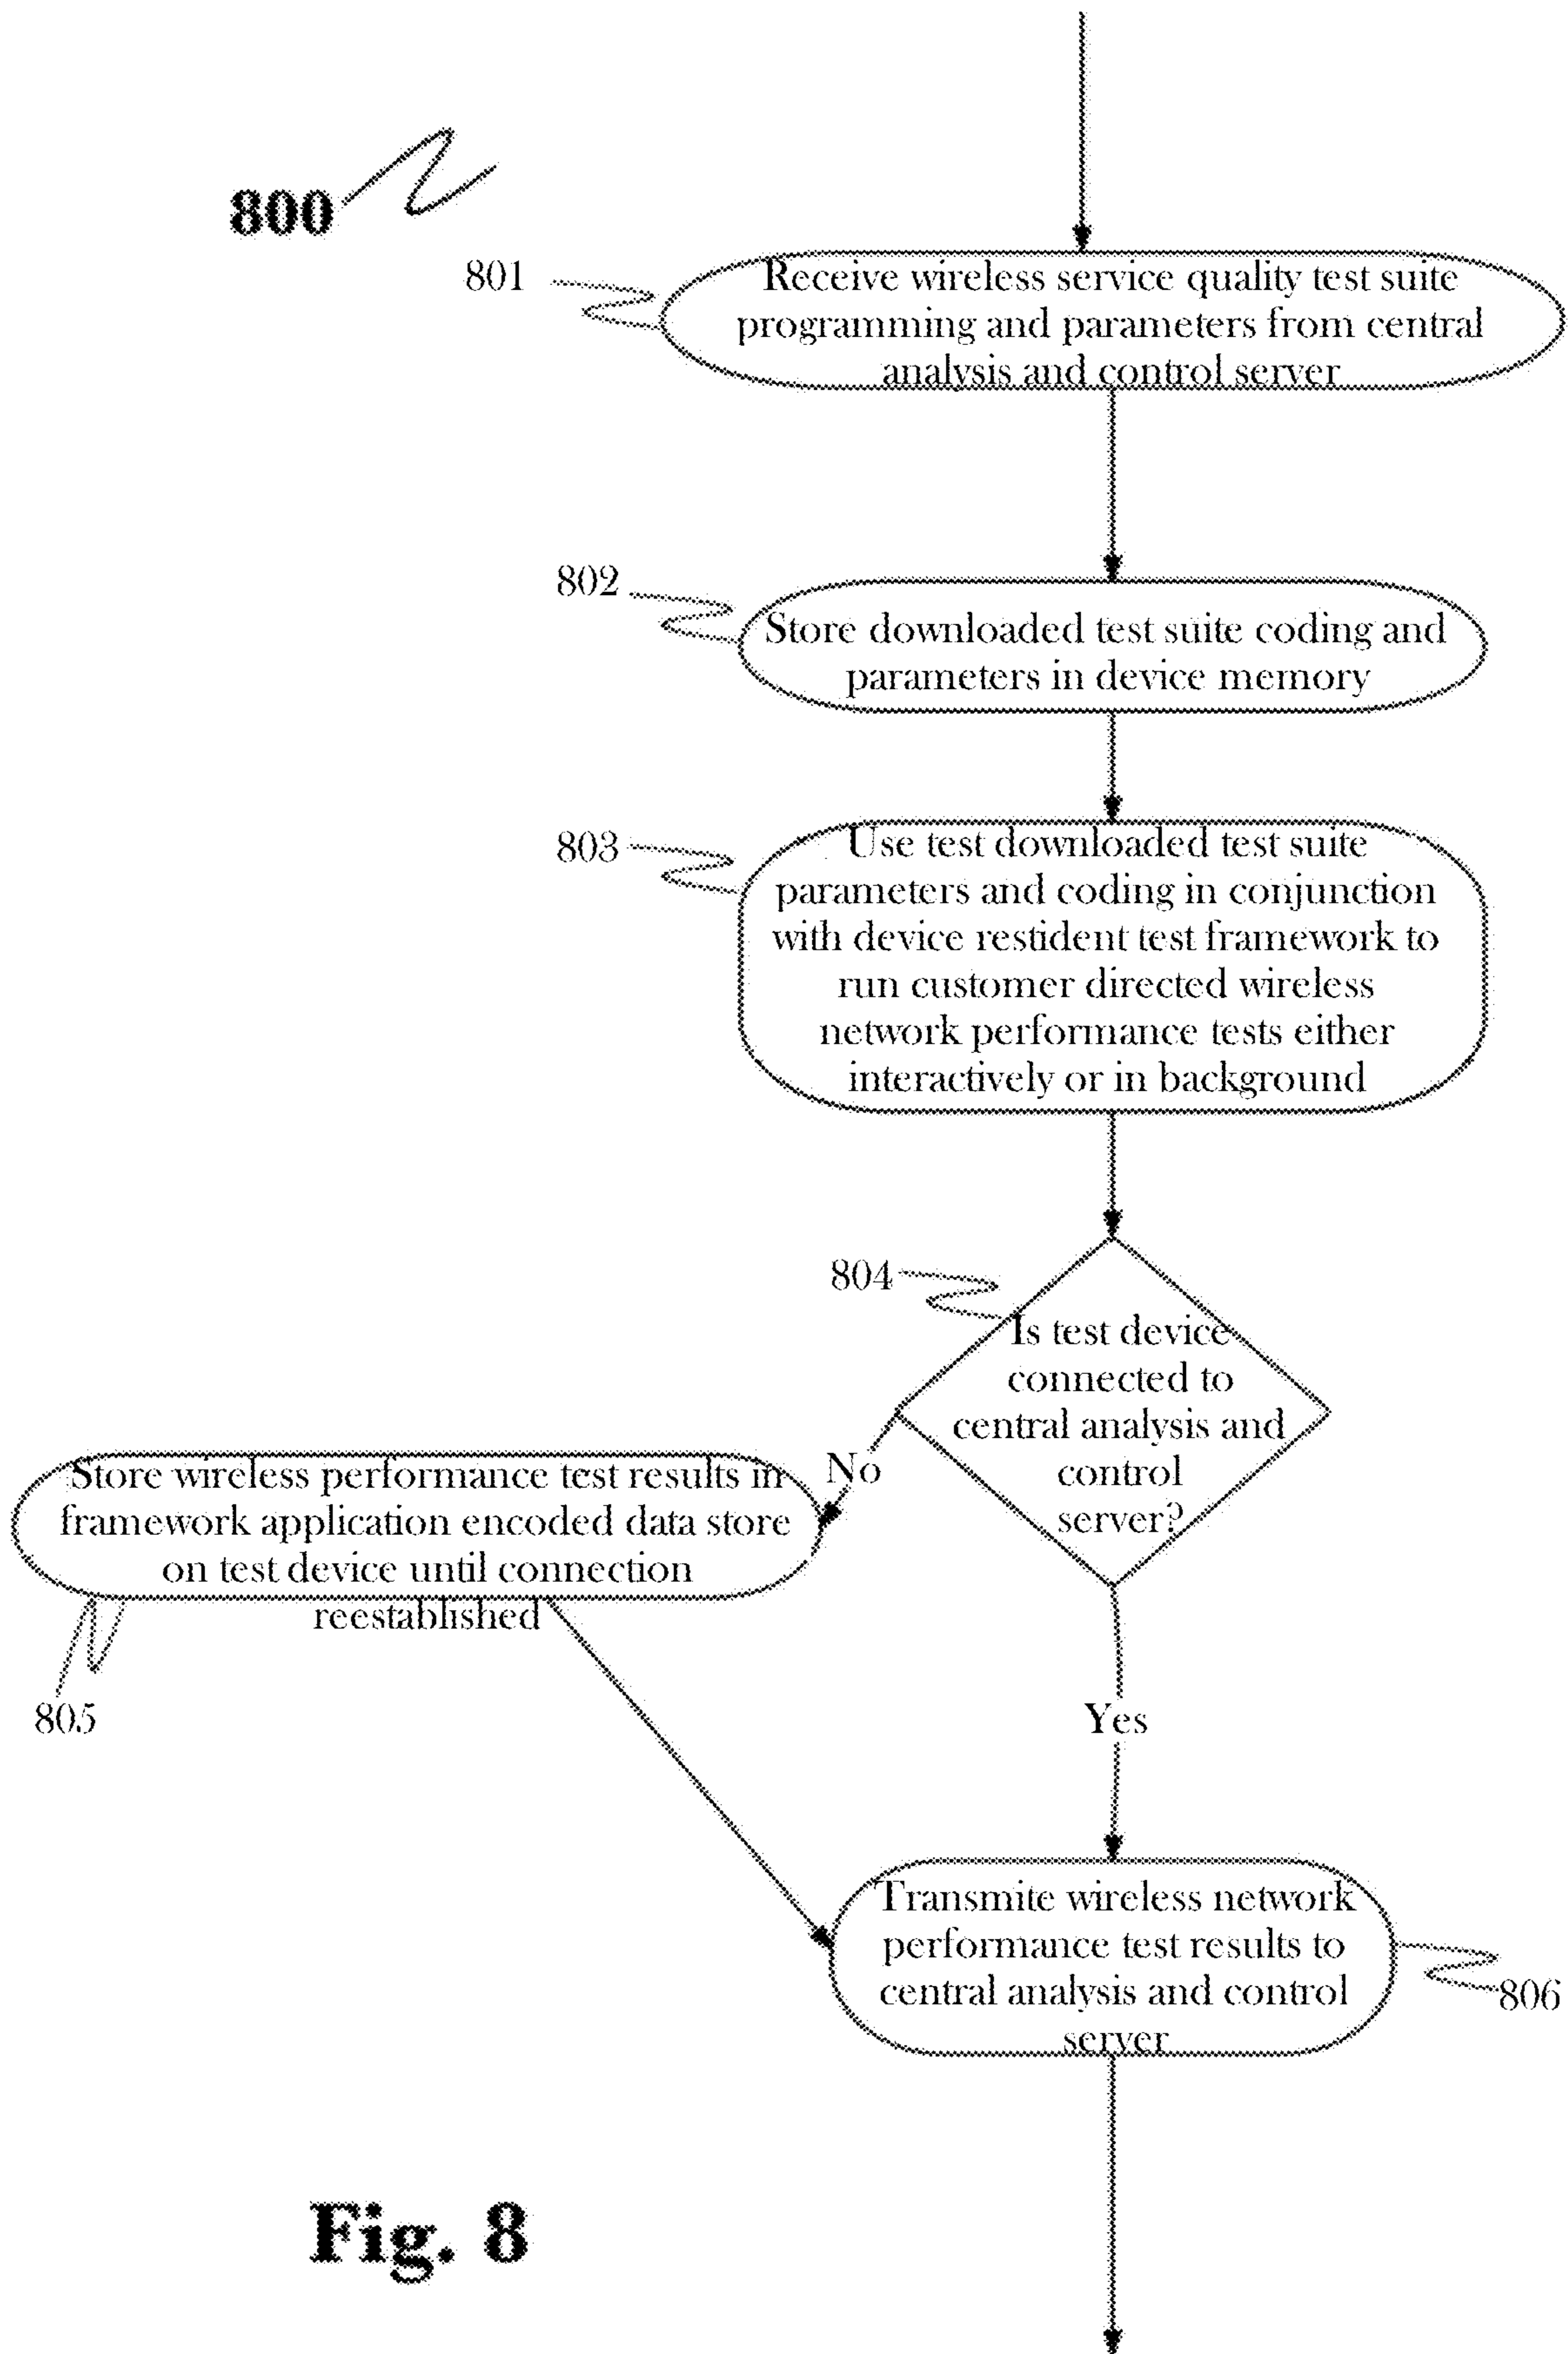 800
801
Receive wireless service quality test suite
programming and parameters from central
analysis and control server
802
Store downloaded test suite coding and
parameters in device memory
803
Use test downloaded test suite
parameters and coding in conjunction
with device restident test framework to
run customer directed wireless
network performance tests either
interactively or in background
804
Is test device
connected to
central analysis and
control
server?
No
Store wireless performance test results in
framework application encoded data store
on test device until connection
reestablished
805
Yes
Transmite wireless network
performance test results to
central analysis and control
server
806
Fig. 8